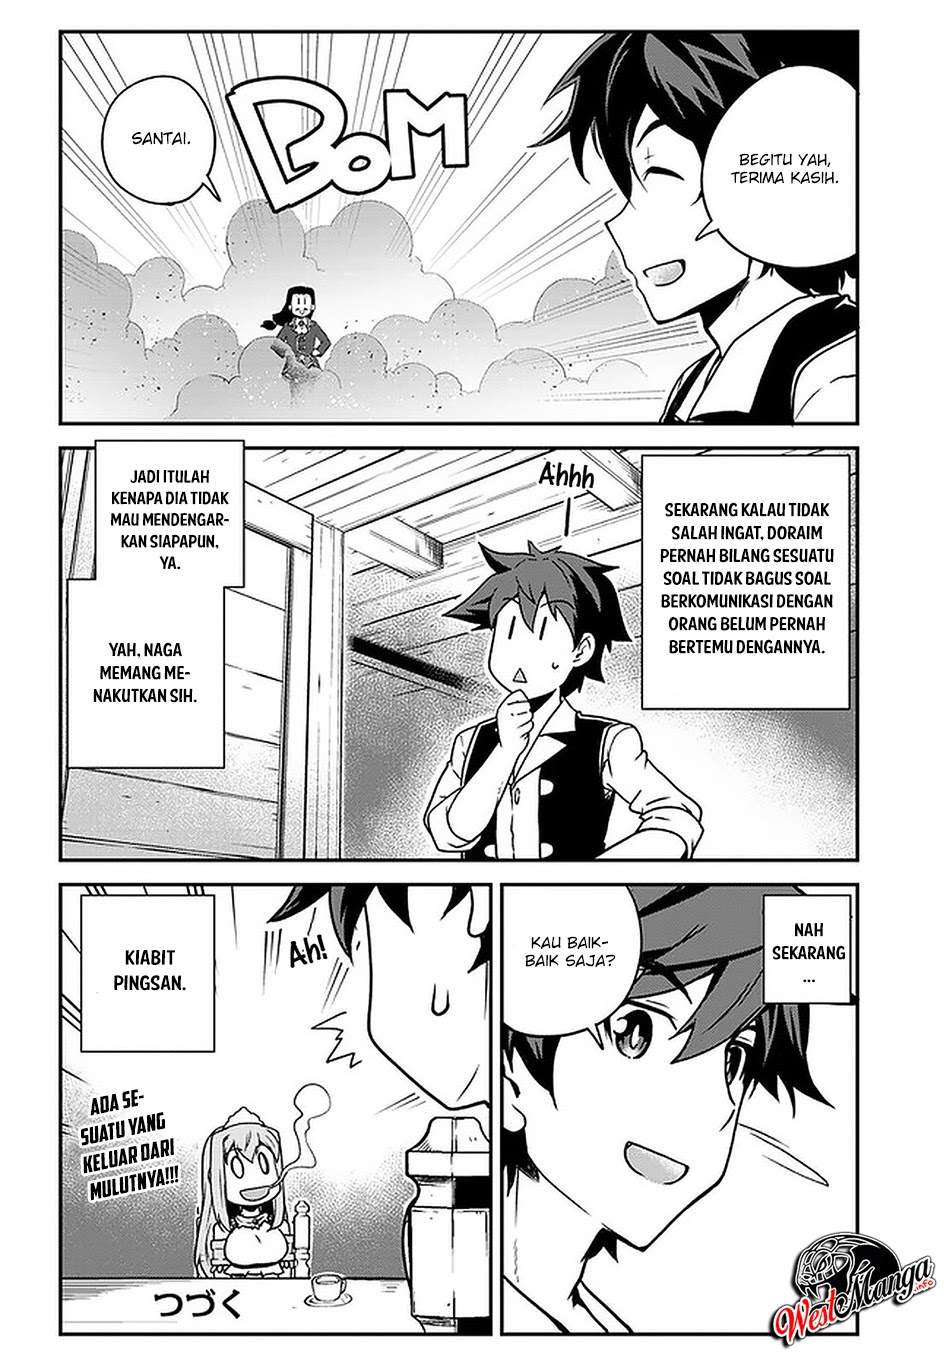 BEGITU YAH,
TERIMA KASIH.
BOM
SANTAI.
SEKARANG KALAU TIDAK
SALAH INGAT, DORAIM
PERNAH BILANG SESUATU
SOAL TIDAK BAGUS SOAL
BERKOMUNIKASI DENGAN
ORANG BELUM PERNAH
BERTEMU DENGANNYA.
Ahhh
JADI ITULAH
KENAPA DIA TIDAK
MAU MENDENGAR-
KAN SIAPAPUN,
YA.
YAH, NAGA
MEMANG ME-
NAKUTKAN SIH.
NAH
SEKARANG
...
KAU BAIK-
BAIK SAJA?
Ah!
KIABIT
PINGSAN.
ADA SE-
SUATU YANG
KELUAR DARI
MULUTNYA!!!
つづく
WestManga.info